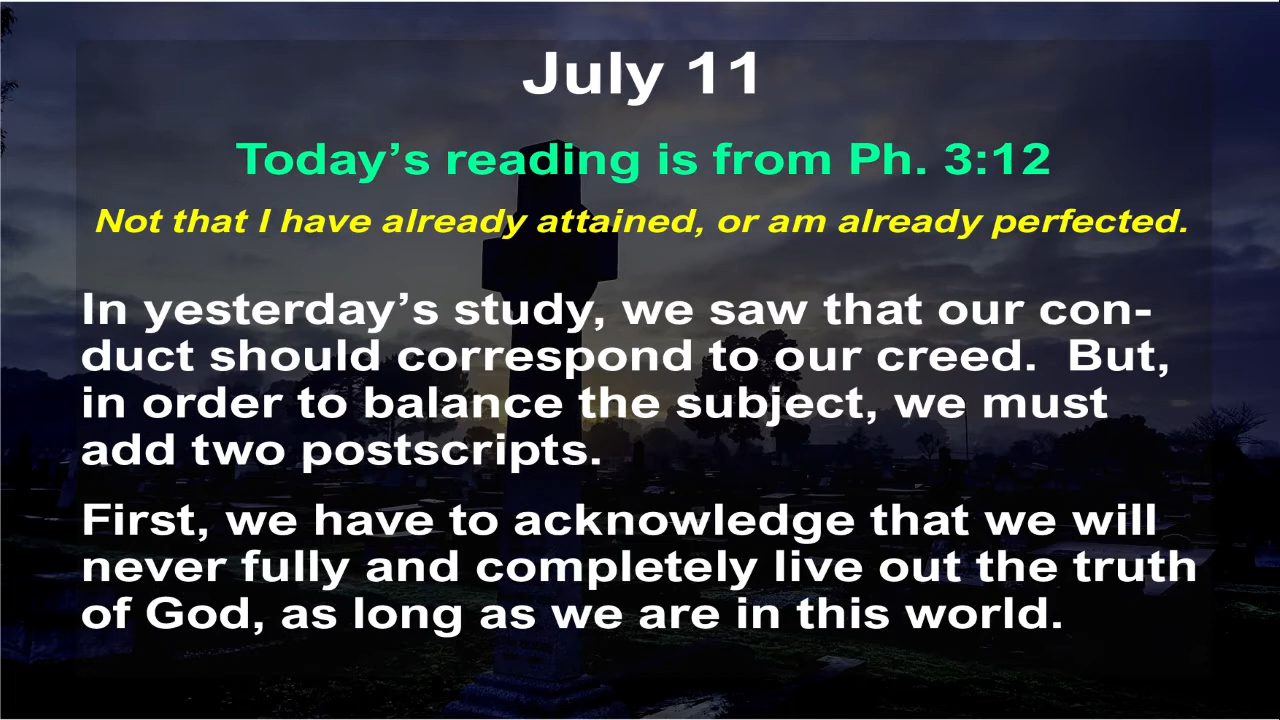 July 11
Today’s reading is from Ph. 3:12
Not that I have already attained, or am already perfected.
In yesterday’s study, we saw that our con-
duct should correspond to our creed.  But,
in order to balance the subject, we must
add two postscripts.
First, we have to acknowledge that we will
never fully and completely live out the truth
of God, as long as we are in this world.